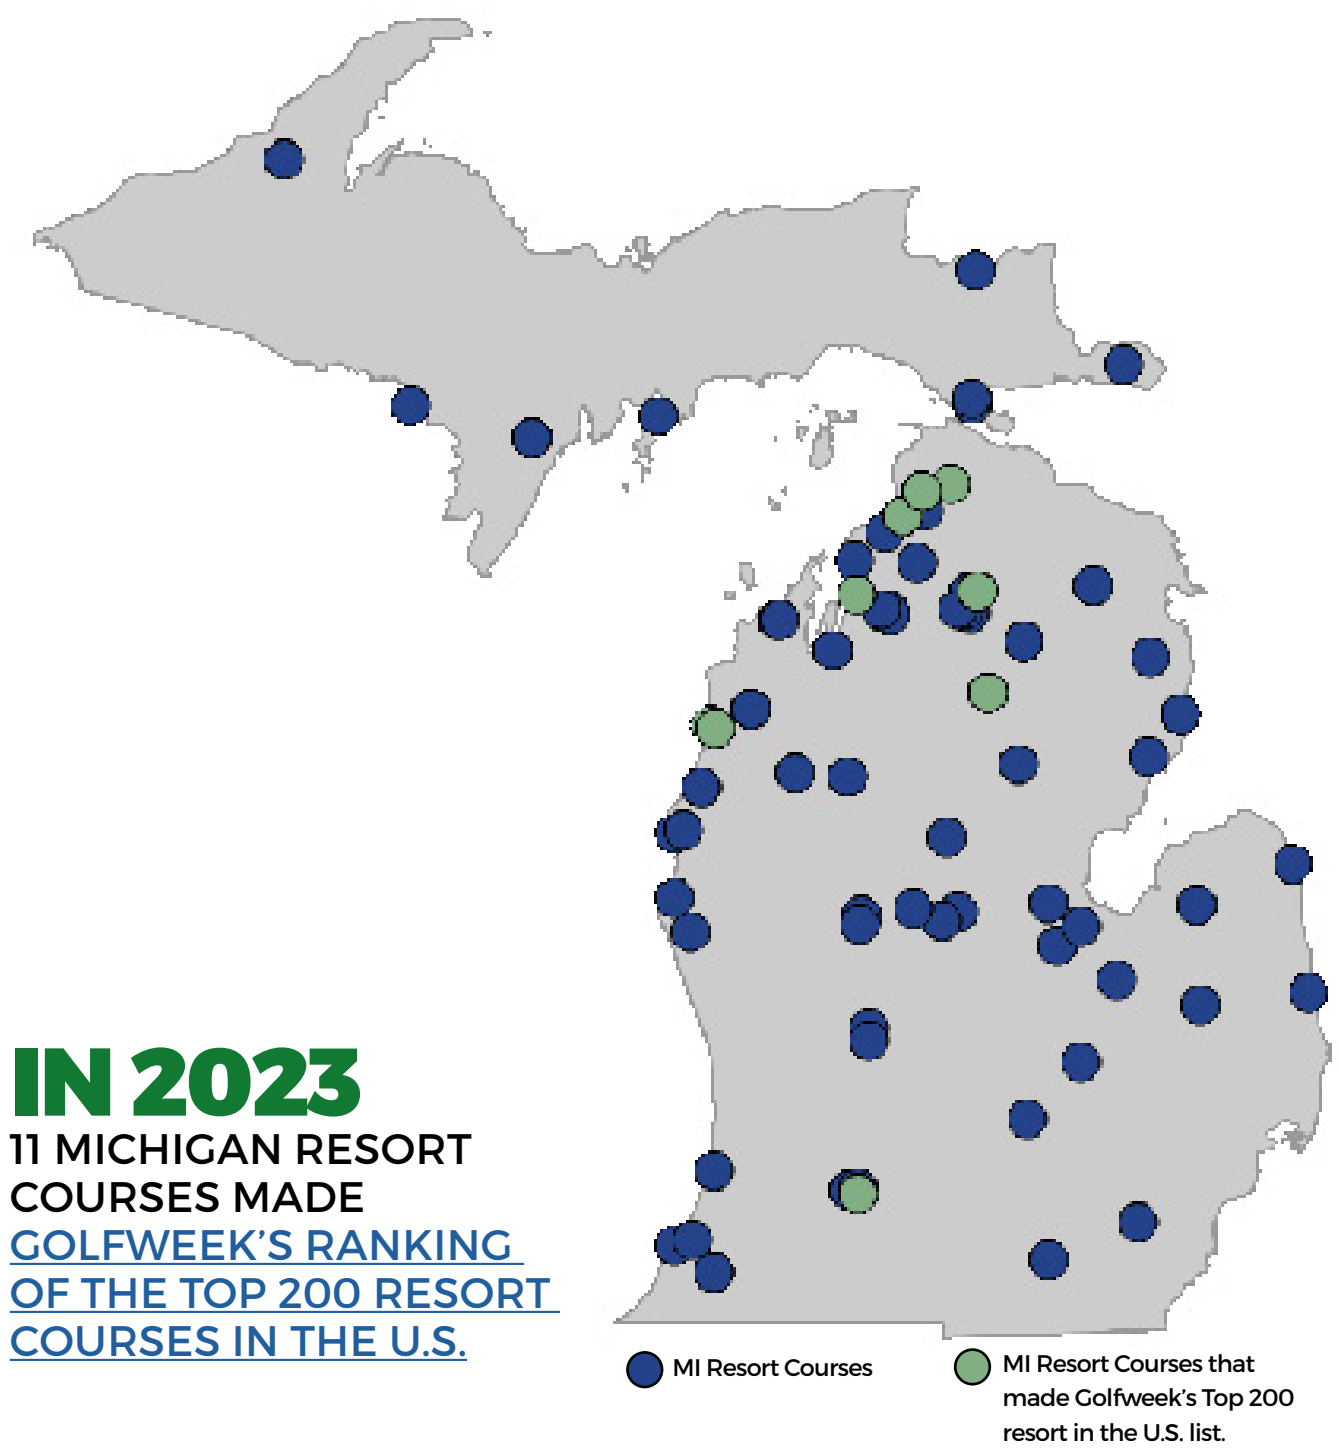 IN 2023
11 MICHIGAN RESORT
COURSES MADE
GOLFWEEK'S RANKING
OF THE TOP 200 RESORT
COURSES IN THE U.S.
MI Resort Courses
MI Resort Courses that
made Golfweek's Top 200
resort in the U.S. list.